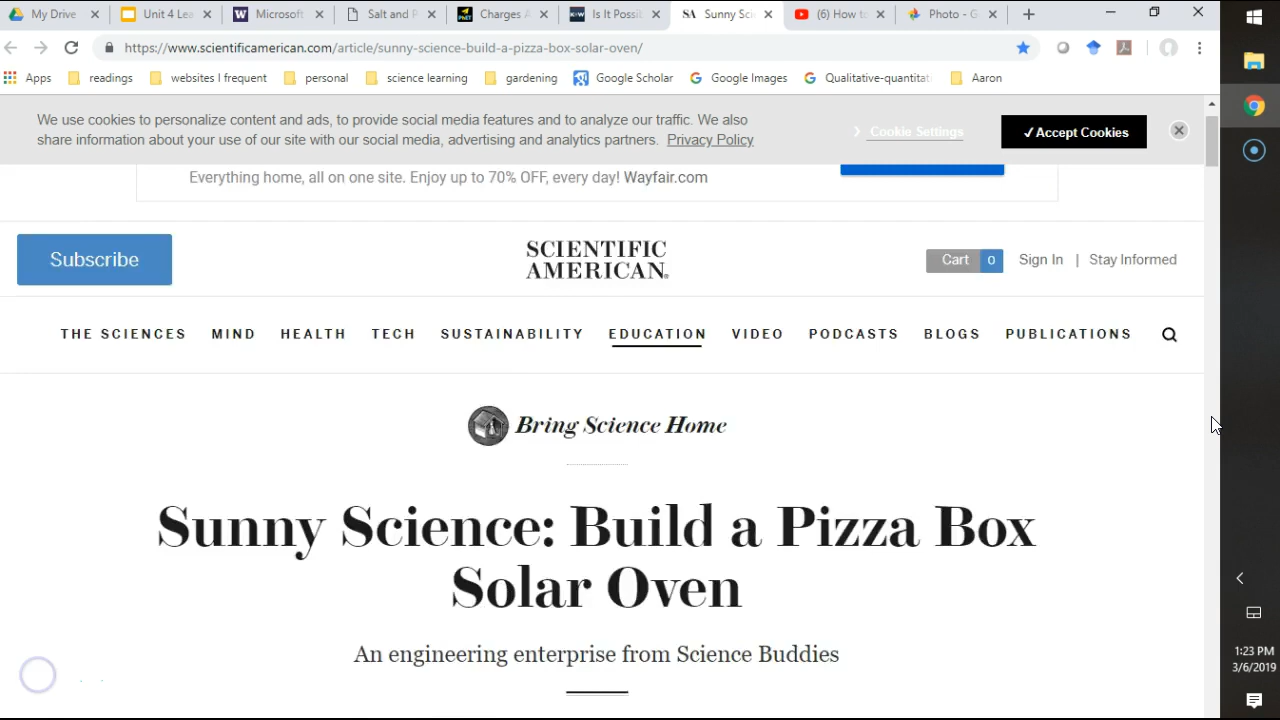 My Drive
Unit 4 Lea
Microsoft
Salt and P
Charges A
Is It Possib
Sunny Scie
(6) How to
Photo - G
https://www.scientificamerican.com/article/sunny-science-build-a-pizza-box-solar-oven/
Apps readings websites I frequent personal science learning gardening Google Scholar Google Images Qualitative-quantita Aaron
We use cookies to personalize content and ads, to provide social media features and to analyze our traffic. We also
share information about your use of our site with our social media, advertising and analytics partners. Privacy Policy
Cookie Settings
✓Accept Cookies
Everything home, all on one site. Enjoy up to 70% OFF, every day! Wayfair.com
Subscribe
SCIENTIFIC
AMERICAN
Cart 0 Sign In | Stay Informed
THE SCIENCES MIND HEALTH TECH SUSTAINABILITY EDUCATION VIDEO PODCASTS BLOGS PUBLICATIONS
Bring Science Home
Sunny Science: Build a Pizza Box
Solar Oven
An engineering enterprise from Science Buddies
1:23 PM
3/6/2019